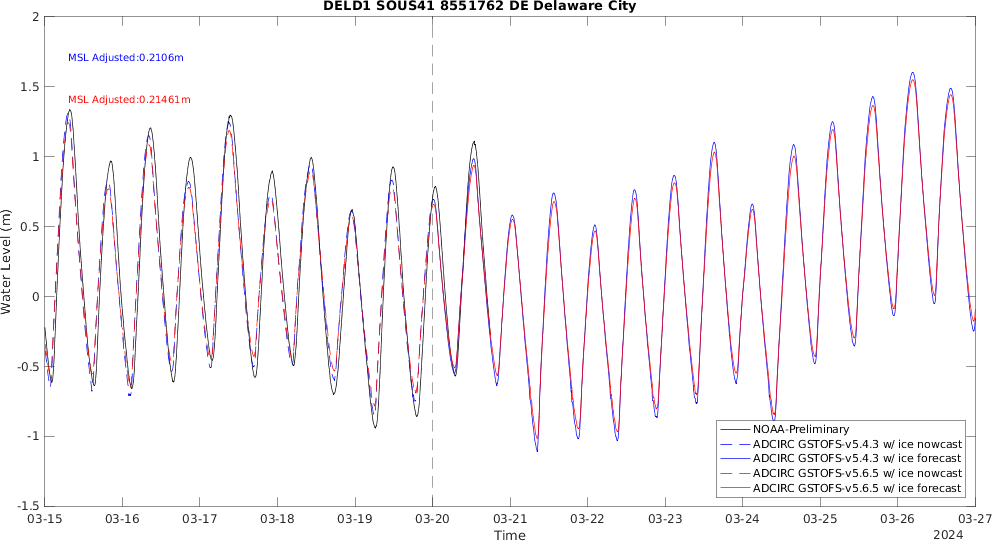 DELD1 SOUS41 8551762 DE Delaware City
2
MSL Adjusted:0.2106m
1.5
MSL Adjusted:0.21461m
1
0.5
Water Level (m)
0
-0.5
-1
-1.5
NOAA-Preliminary
ADCIRC GSTOFS-v5.4.3 w/ ice nowcast
ADCIRC GSTOFS-v5.4.3 w/ ice forecast
ADCIRC GSTOFS-v5.6.5 w/ ice nowcast
ADCIRC GSTOFS-v5.6.5 w/ ice forecast
03-15 03-16 03-17 03-18 03-19 03-20 03-21 03-22 03-23 03-24 03-25 03-26 03-27
Time
2024